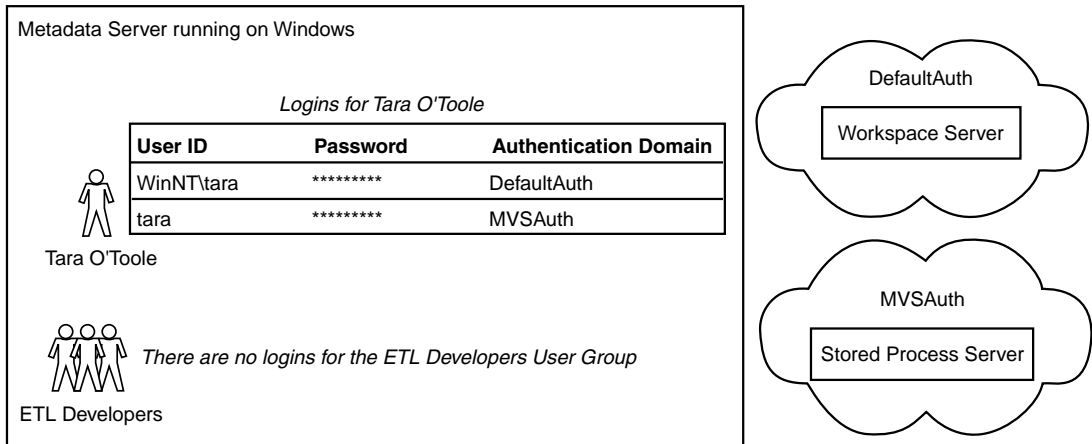 Metadata Server running on Windows
Logins for Tara O'Toole
User ID Password Authentication Domain
WinNT\tara ********* DefaultAuth
tara ********* MVSAuth
Tara O'Toole
There are no logins for the ETL Developers User Group
ETL Developers
DefaultAuth
Workspace Server
MVSAuth
Stored Process Server